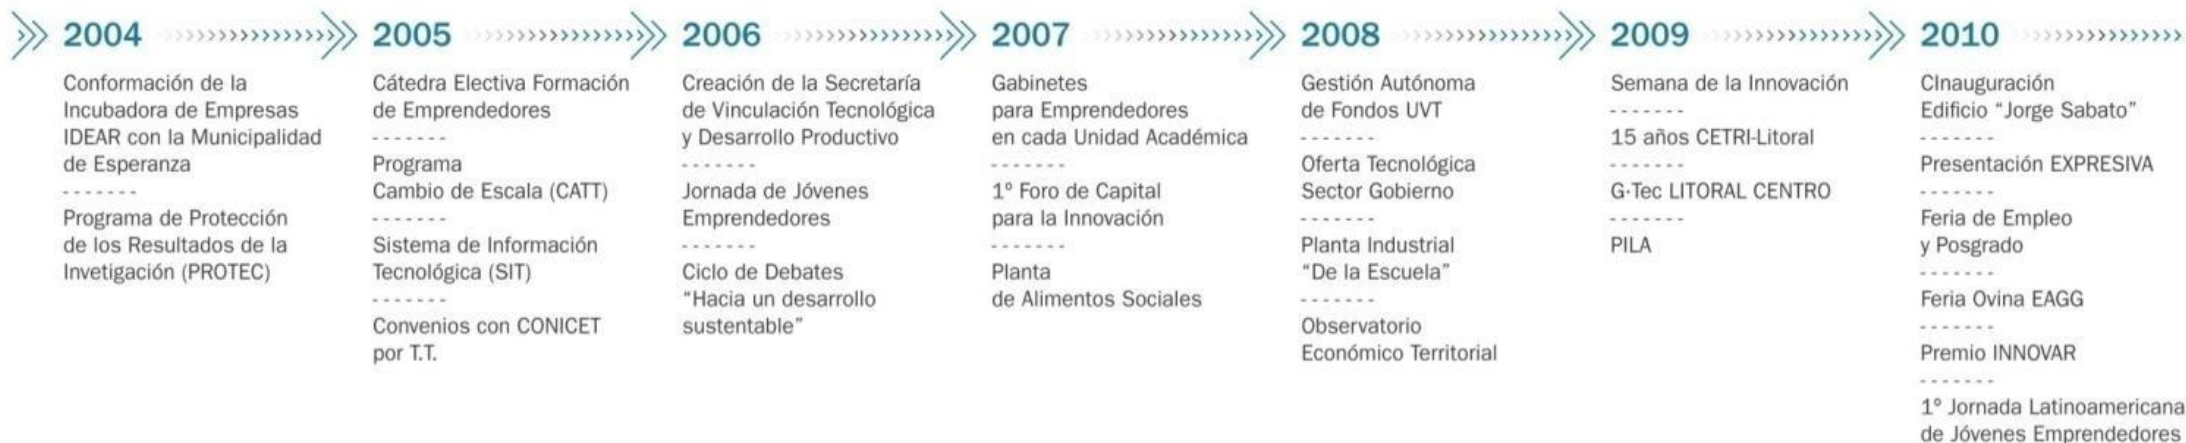 2004
Conformación de la
Incubadora de Empresas
IDEAR con la Municipalidad
de Esperanza
Programa de Protección
de los Resultados de la
Invetigación (PROTEC)
2005
Cátedra Electiva Formación
de Emprendedores
Programa
Cambio de Escala (CATT)
Sistema de Información
Tecnológica (SIT)
Convenios con CONICET
por T.T.
2006
Creación de la Secretaría
de Vinculación Tecnológica
y Desarrollo Productivo
Jornada de Jóvenes
Emprendedores
Ciclo de Debates
“Hacia un desarrollo
sustentable”
2007
Gabinetes
para Emprendedores
en cada Unidad Académica
1º Foro de Capital
para la Innovación
Planta
de Alimentos Sociales
2008
Gestión Autónoma
de Fondos UVT
Oferta Tecnológica
Sector Gobierno
Planta Industrial
“De la Escuela”
Observatorio
Económico Territorial
2009
Semana de la Innovación
15 años CETRI-Litoral
G·Tec LITORAL CENTRO
PILA
2010
CInauguración
Edificio “Jorge Sabato”
Presentación EXPRESIVA
Feria de Empleo
y Posgrado
Feria Ovina EAGG
Premio INNOVAR
1º Jornada Latinoamericana
de Jóvenes Emprendedores